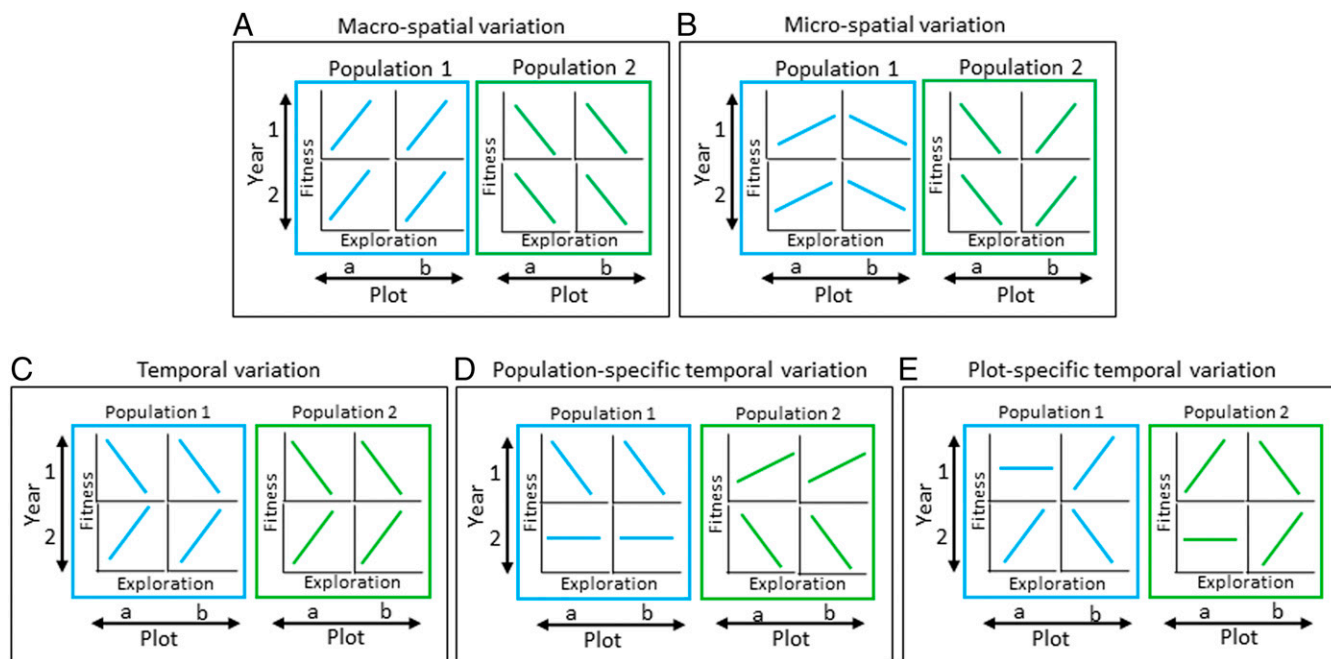 A Macro-spatial variation
Population 1 Population 2
Year
1
2
Fitness
Exploration
Exploration
a b a b
Plot Plot
B Micro-spatial variation
Population 1 Population 2
Year
1
2
Fitness
Fitness
Exploration
Exploration
a b a b
Plot Plot
C Temporal variation
Population 1 Population 2
Year
1
2
Fitness
Fitness
Exploration
Exploration
a b a b
Plot Plot
D Population-specific temporal variation
Population 1 Population 2
Year
1
2
Fitness
Fitness
Exploration
Exploration
a b a b
Plot Plot
E Plot-specific temporal variation
Population 1 Population 2
Year
1
2
Fitness
Fitness
Exploration
Exploration
a b a b
Plot Plot